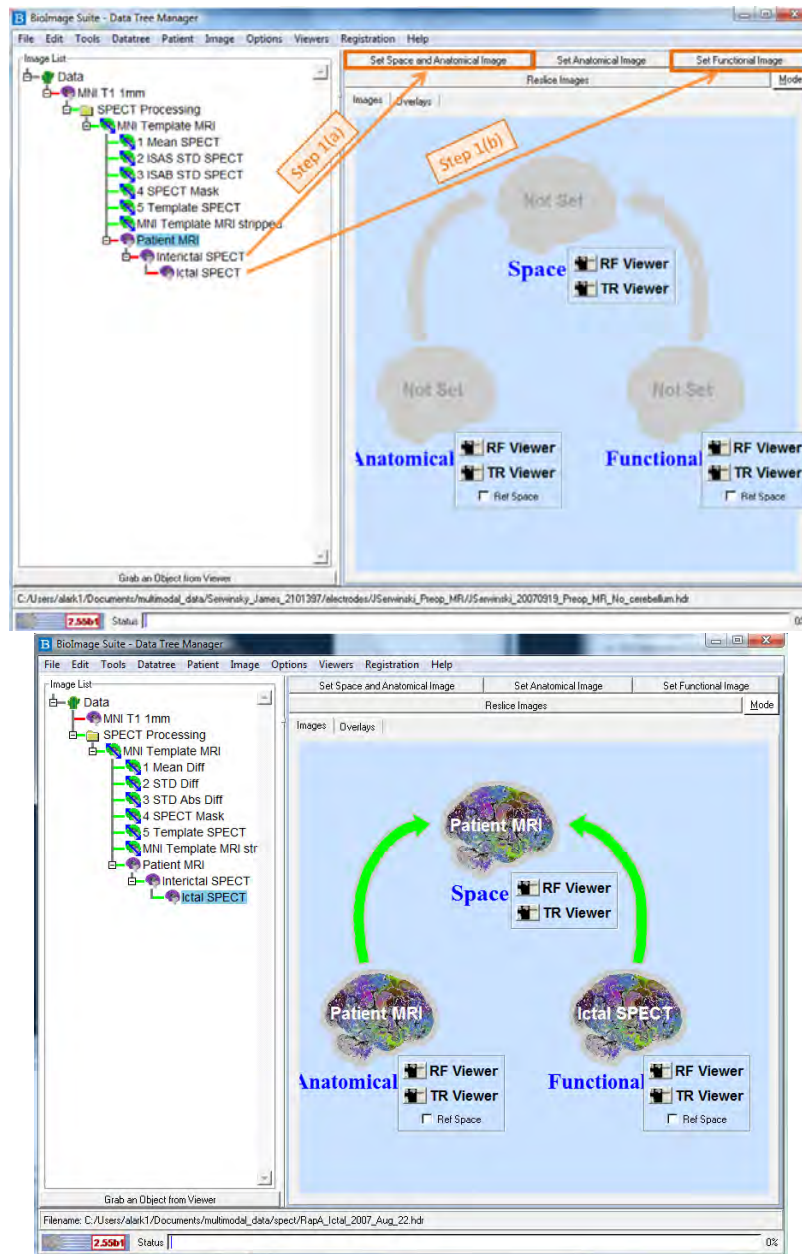 BioImage Suite - Data Tree Manager
File Edit Tools Datatree Patient Image Options Viewers Registration Help
Image List
Data
MNI T1 1mm
SPECT Processing
MNI Template MRI
1 Mean SPECT
2 ISAS STD SPECT
3 ISAB STD SPECT
4 SPECT Mask
5 Template SPECT
MNI Template MRI stripped
Patient MRI
Interictal SPECT
Ictal SPECT
Grab an Object from Viewer
Set Space and Anatomical Image Set Anatomical Image Set Functional Image
Reslice Images Mode
Images Overlays
Step 1(a)
Step 1(b)
Not Set
Space
RF Viewer
TR Viewer
Not Set
Anatomical
RF Viewer
TR Viewer
Ref Space
Not Set
Functional
RF Viewer
TR Viewer
Ref Space
2.55b1 Status 0%
BioImage Suite - Data Tree Manager
File Edit Tools Datatree Patient Image Options Viewers Registration Help
Image List
Data
MNI T1 1mm
SPECT Processing
MNI Template MRI
1 Mean Diff
2 STD Diff
3 STD Abs Diff
4 SPECT Mask
5 Template SPECT
MNI Template MRI str
Patient MRI
Interictal SPECT
Ictal SPECT
Grab an Object from Viewer
Set Space and Anatomical Image Set Anatomical Image Set Functional Image
Reslice Images Mode
Images Overlays
Patient MRI
Space
RF Viewer
TR Viewer
Patient MRI
Anatomical
RF Viewer
TR Viewer
Ref Space
Ictal SPECT
Functional
RF Viewer
TR Viewer
Ref Space
Filename: C:/Users/alark1/Documents/multimodal_data/spect/RapA_Ictal_2007_Aug_22.hdr
2.55b1 Status 0%